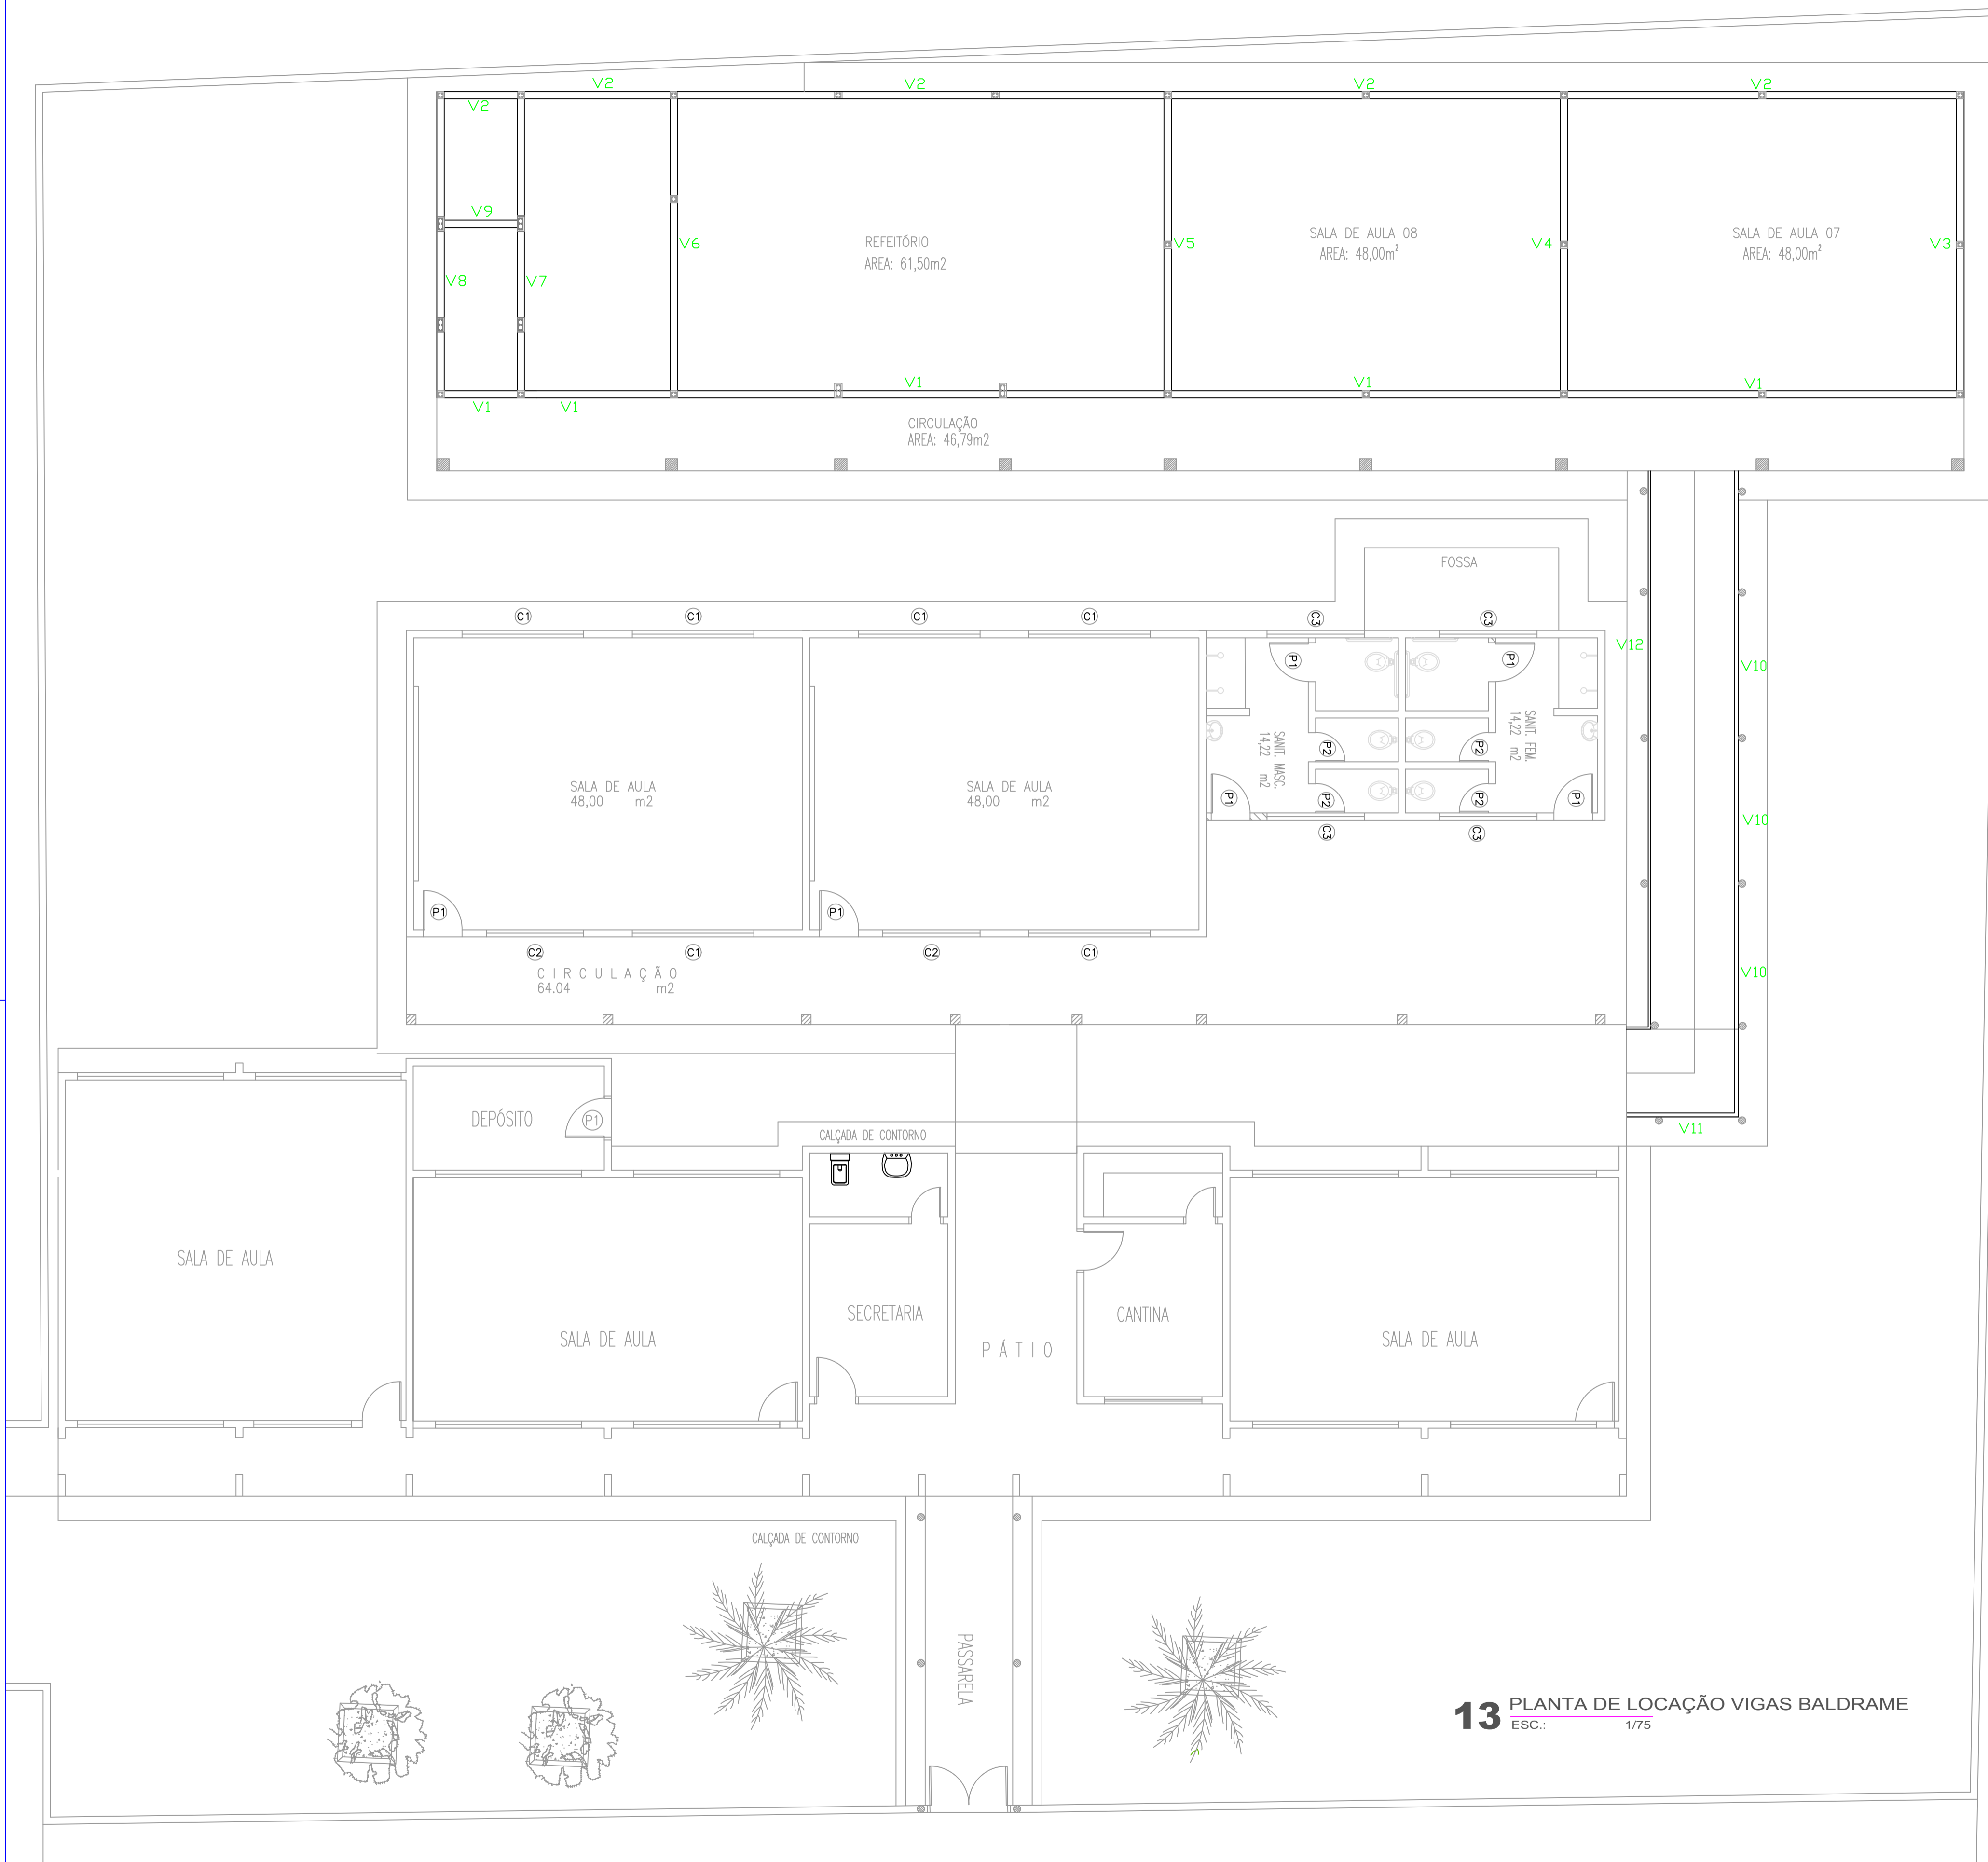 V2
V2
V2
V2
V2
V9
V8
V7
V6
REFEITÓRIO
AREA: 61,50m2
V5
SALA DE AULA 08
AREA: 48,00m²
V4
SALA DE AULA 07
AREA: 48,00m²
V3
V1
V1
V1
V1
V1
CIRCULAÇÃO
AREA: 46,79m2
FOSSA
C1
C1
C1
C1
C3
C3
V12
V10
P1
P1
SANIT. MASC.
14,22 m2
SANIT. FEM.
14,22 m2
P2
P2
SALA DE AULA
48,00 m2
SALA DE AULA
48,00 m2
P1
P2
P2
P1
V10
C3
C3
P1
P1
C2
C1
C2
C1
CIRCULAÇÃO
64.04 m2
V10
DEPÓSITO
P1
CALÇADA DE CONTORNO
V11
SALA DE AULA
SALA DE AULA
SECRETARIA
PÁTIO
CANTINA
SALA DE AULA
CALÇADA DE CONTORNO
PASSARELA
13 PLANTA DE LOCAÇÃO VIGAS BALDRAME
ESC.: 1/75